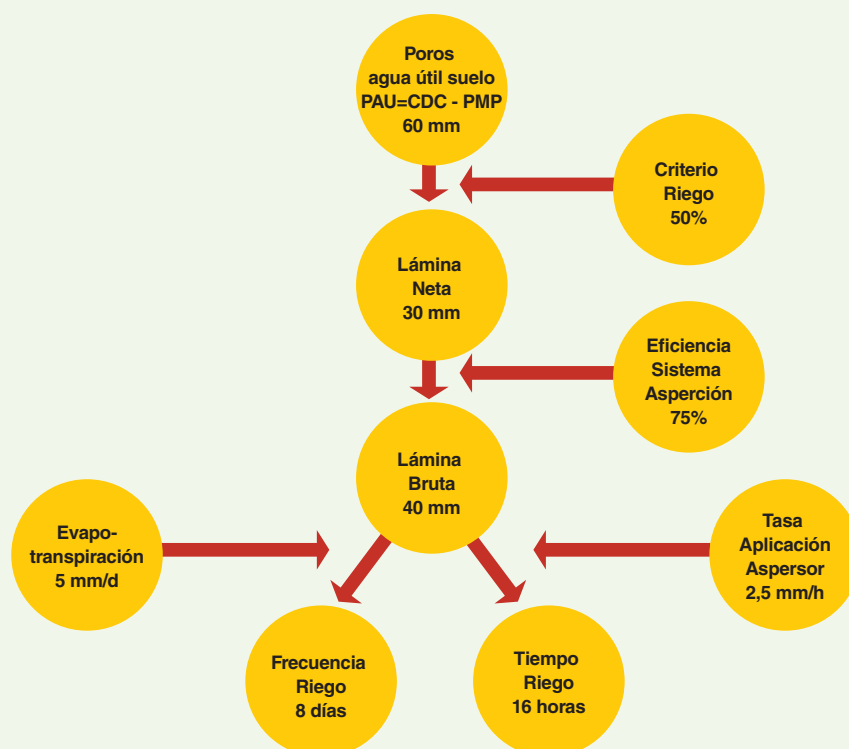 Poros
agua útil suelo
PAU=CDC - PMP
60 mm
Criterio
Riego
50%
Lámina
Neta
30 mm
Eficiencia
Sistema
Asperción
75%
Lámina
Bruta
40 mm
Evapo-
transpiración
5 mm/d
Tasa
Aplicación
Aspersor
2,5 mm/h
Frecuencia
Riego
8 días
Tiempo
Riego
16 horas